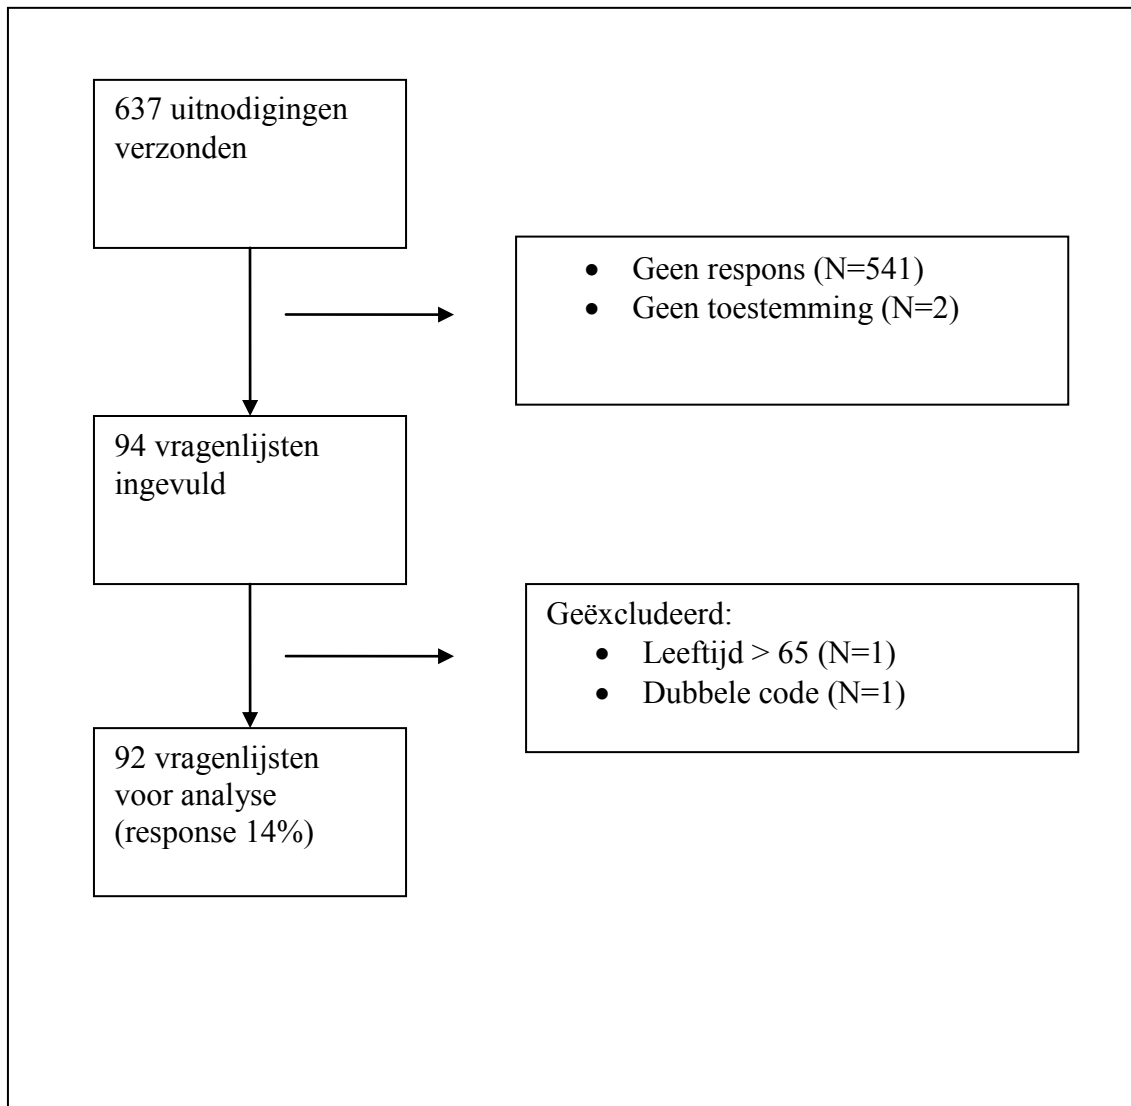 637 uitnodigingen
verzonden
• Geen respons (N=541)
• Geen toestemming (N=2)
94 vragenlijsten
ingevuld
Geëxcludeerd:
• Leeftijd > 65 (N=1)
• Dubbele code (N=1)
92 vragenlijsten
voor analyse
(response 14%)